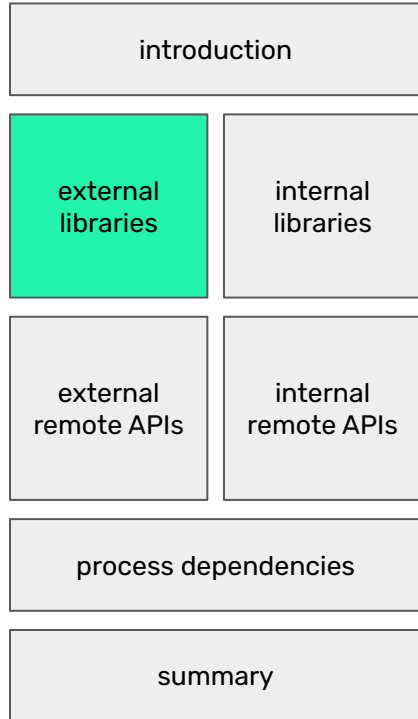 introduction
external
libraries
internal
libraries
external
remote APIs
internal
remote APIs
process dependencies
summary